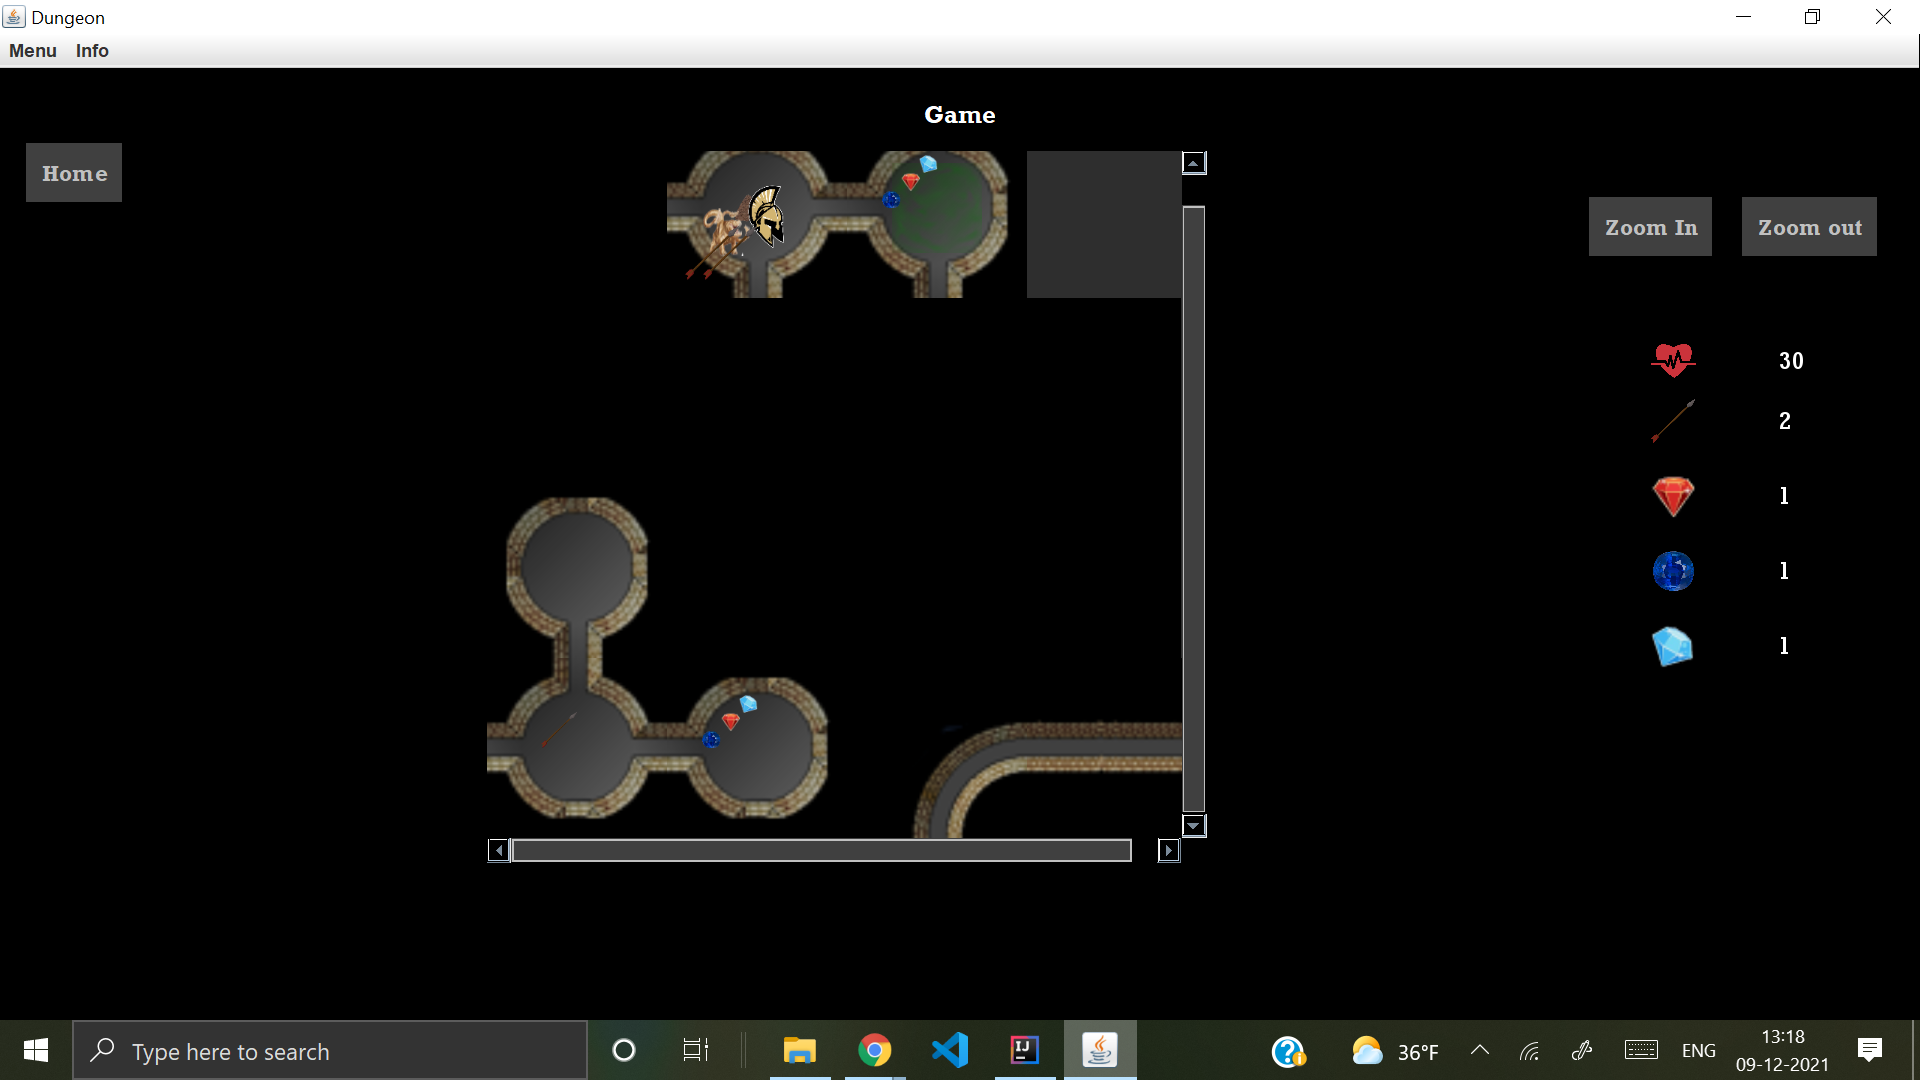 Dungeon
Menu Info
Game
Home
Zoom In Zoom out
30
2
1
1
1
IJ
Type here to search
36°F
ENG
13:18
09-12-2021